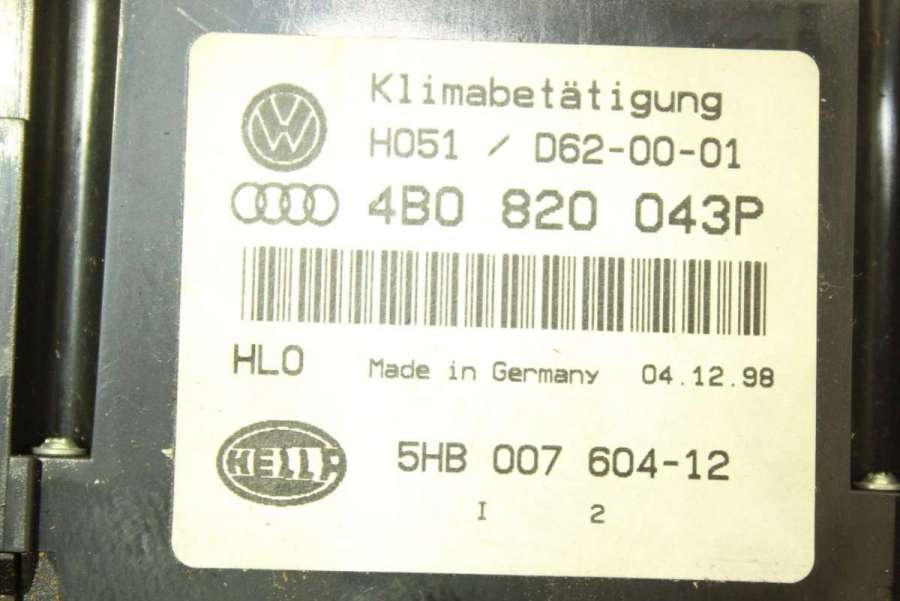 Klimabetätigung
H051 / D62-00-01
4B0 820 043P
HLO Made in Germany 04.12.98
HELLA 5HB 007 604-12
I 2